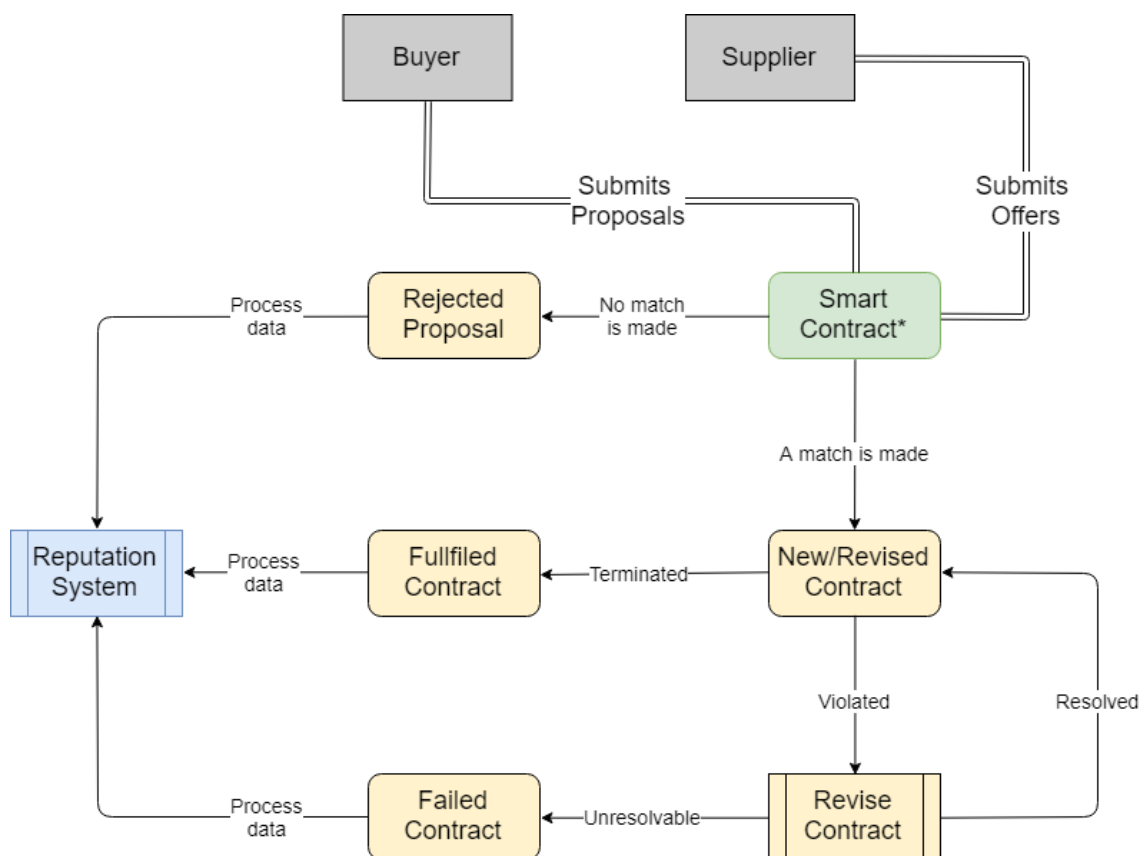 Buyer
Supplier
Submits
Proposals
Submits
Offers
Process
data
Rejected
Proposal
No match
is made
Smart
Contract*
A match is made
Reputation
System
Process
data
Fullfiled
Contract
Terminated
New/Revised
Contract
Violated
Resolved
Process
data
Failed
Contract
Unresolvable
Revise
Contract